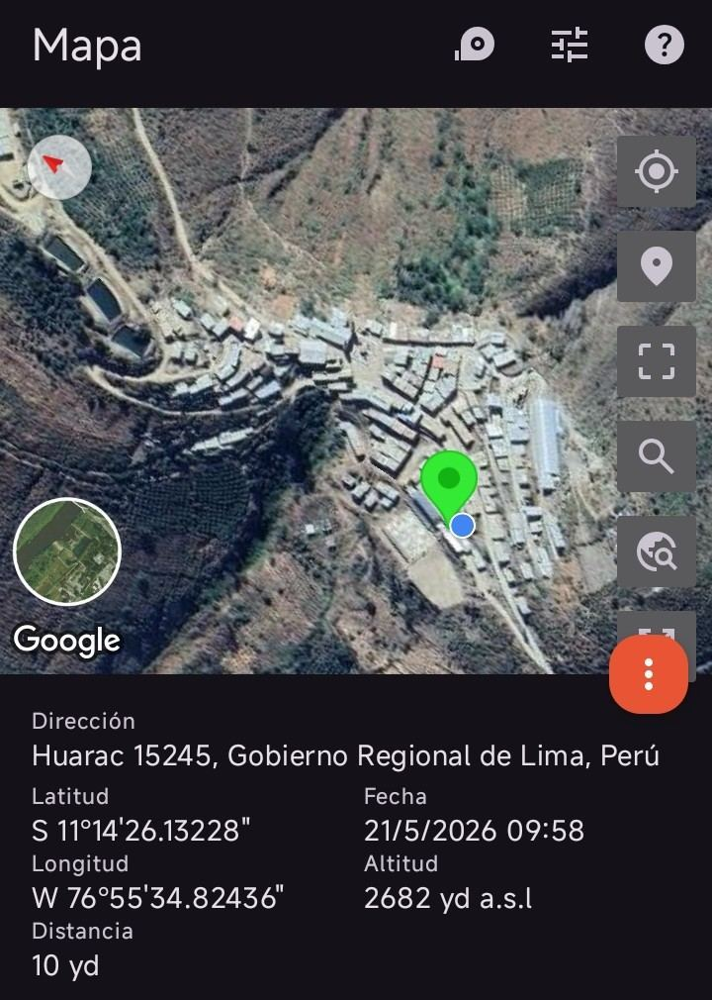 Mapa
Google
Dirección
Huarac 15245, Gobierno Regional de Lima, Perú
Latitud
Fecha
S 11°14'26.13228"
21/5/2026 09:58
Longitud
Altitud
W 76°55'34.82436"
2682 yd a.s.l
Distancia
10 yd